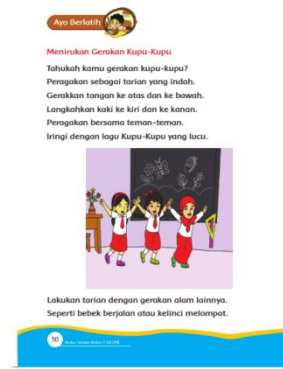 Ayo Berlatih
Menirukan Gerakan Kupu-Kupu
Tahukah kamu gerakan kupu-kupu?
Peragakan sebagai tarian yang indah.
Gerakkan tangan ke atas dan ke bawah.
Langkahkan kaki ke kiri dan ke kanan.
Peragakan bersama teman-teman.
Iringi dengan lagu Kupu-Kupu yang lucu.
Lakukan tarian dengan gerakan alam lainnya.
Seperti bebek berjalan atau kelinci melompat.
50